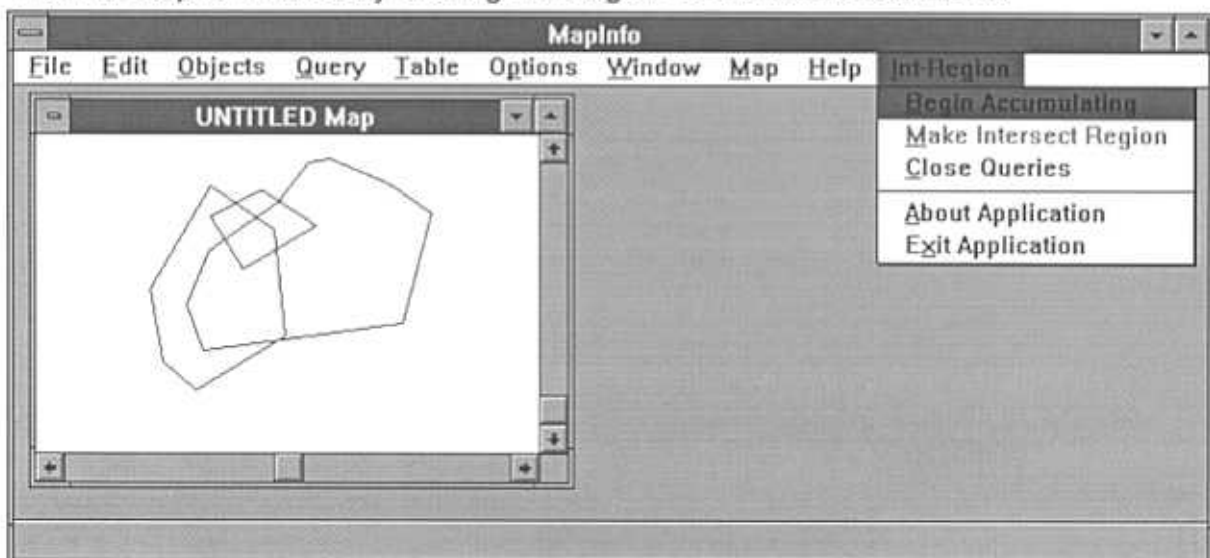 MapInfo
File Edit Objects Query Table Options Window Map Help Int-Region
UNTITLED Map
Begin Accumulating
Make Intersect Region
Close Queries
About Application
Exit Application